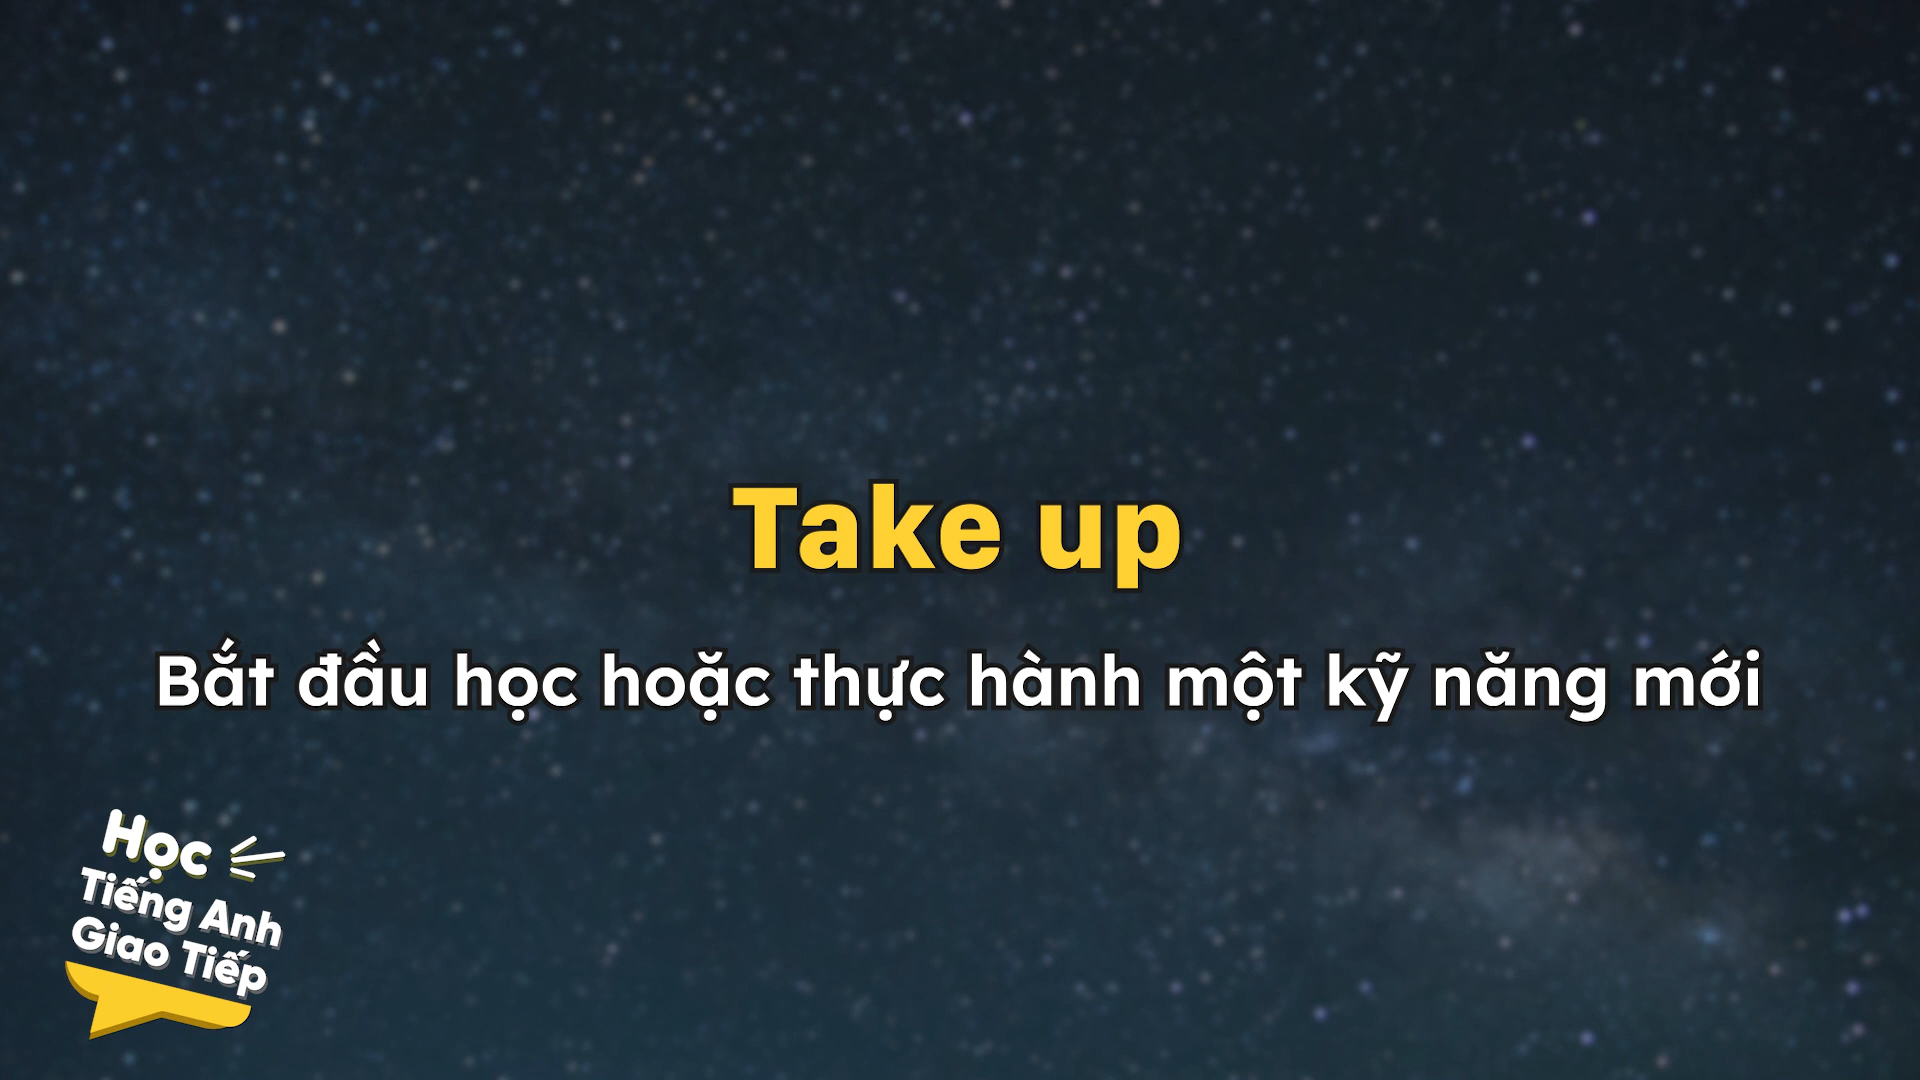 Take up
Bắt đầu học hoặc thực hành một kỹ năng mới
Học
Tiếng Anh
Giao Tiếp